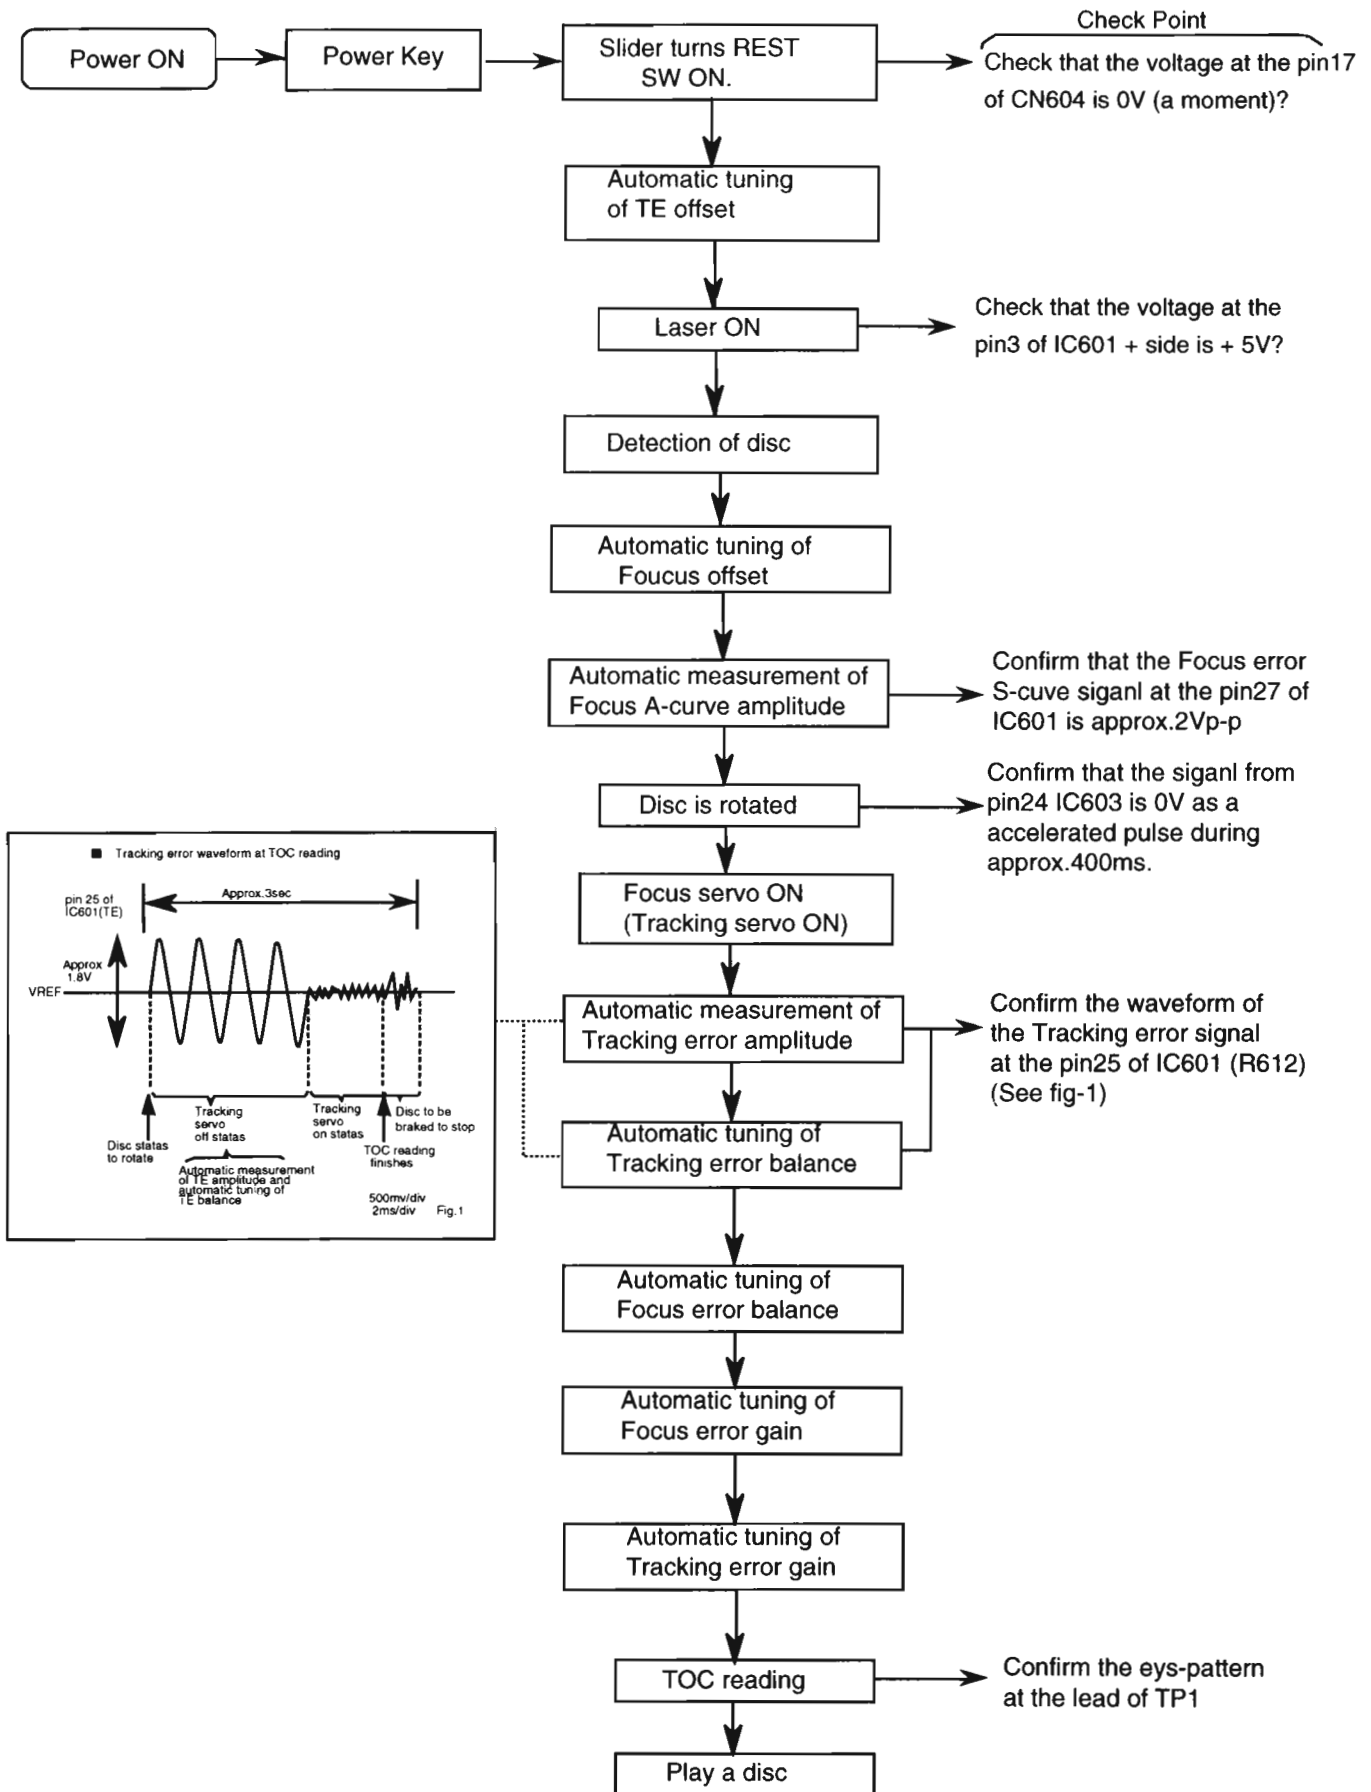 Check Point
Power ON
Power Key
Slider turns REST
SW ON.
Check that the voltage at the pin17
of CN604 is 0V (a moment)?
Automatic tuning
of TE offset
Laser ON
Check that the voltage at the
pin3 of IC601 + side is + 5V?
Detection of disc
Automatic tuning of
Foucus offset
Automatic measurement of
Focus A-curve amplitude
Confirm that the Focus error
S-cuve siganl at the pin27 of
IC601 is approx.2Vp-p
Disc is rotated
Confirm that the siganl from
pin24 IC603 is 0V as a
accelerated pulse during
approx.400ms.
Focus servo ON
(Tracking servo ON)
■ Tracking error waveform at TOC reading
pin 25 of
IC601(TE)
Approx.3sec
Approx
1.8V
VREF
Tracking
servo
off statas
Tracking
servo
on statas
Disc to be
braked to stop
Disc statas
to rotate
TOC reading
finishes
Automatic measurement
of TE amplitude and
automatic tuning of
TE balance
500mv/div
2ms/div
Fig.1
Automatic measurement of
Tracking error amplitude
Confirm the waveform of
the Tracking error signal
at the pin25 of IC601 (R612)
(See fig-1)
Automatic tuning of
Tracking error balance
Automatic tuning of
Focus error balance
Automatic tuning of
Focus error gain
Automatic tuning of
Tracking error gain
TOC reading
Confirm the eys-pattern
at the lead of TP1
Play a disc